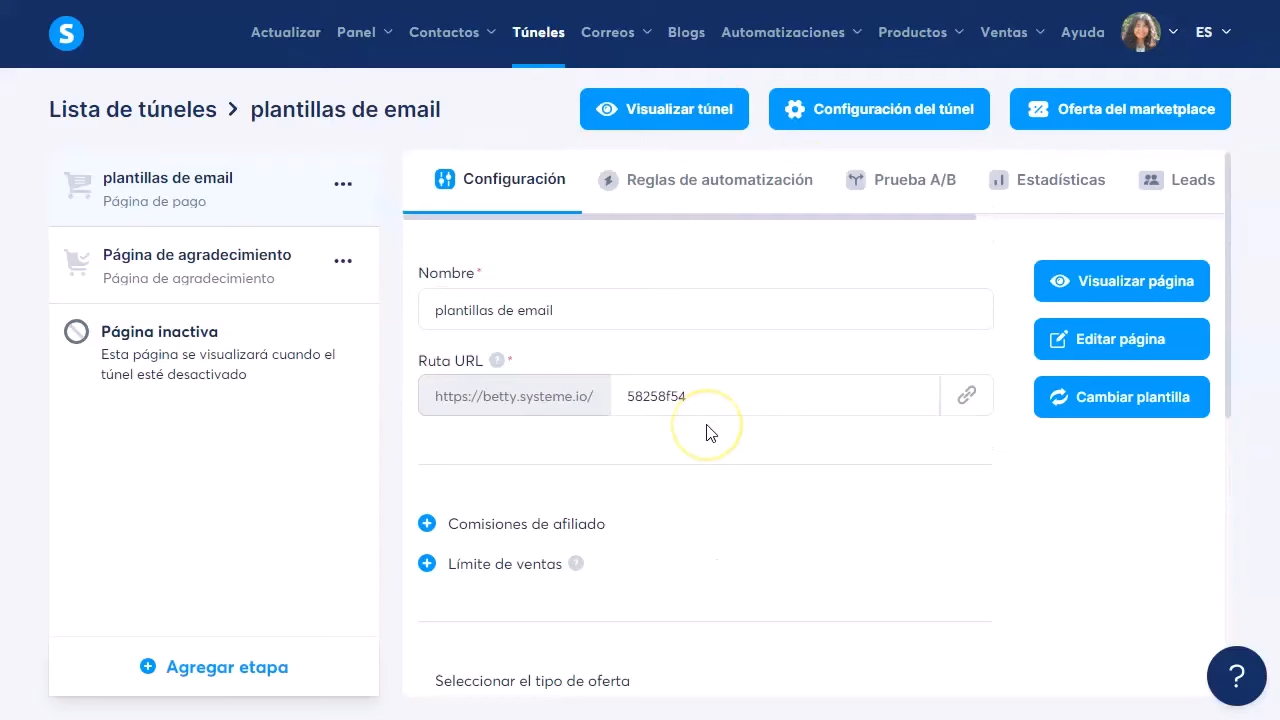 S
Actualizar Panel Contactos Túneles Correos Blogs Automatizaciones Productos Ventas Ayuda ES
Lista de túneles > plantillas de email
Visualizar túnel
Configuración del túnel
Oferta del marketplace
plantillas de email
Página de pago
Página de agradecimiento
Página de agradecimiento
Página inactiva
Esta página se visualizará cuando el
túnel esté desactivado
Agregar etapa
Configuración Reglas de automatización Prueba A/B Estadísticas Leads
Nombre*
plantillas de email
Ruta URL ? *
https://betty.systeme.io/ 58258f54
Visualizar página
Editar página
Cambiar plantilla
Comisiones de afiliado
Límite de ventas ?
Seleccionar el tipo de oferta
?